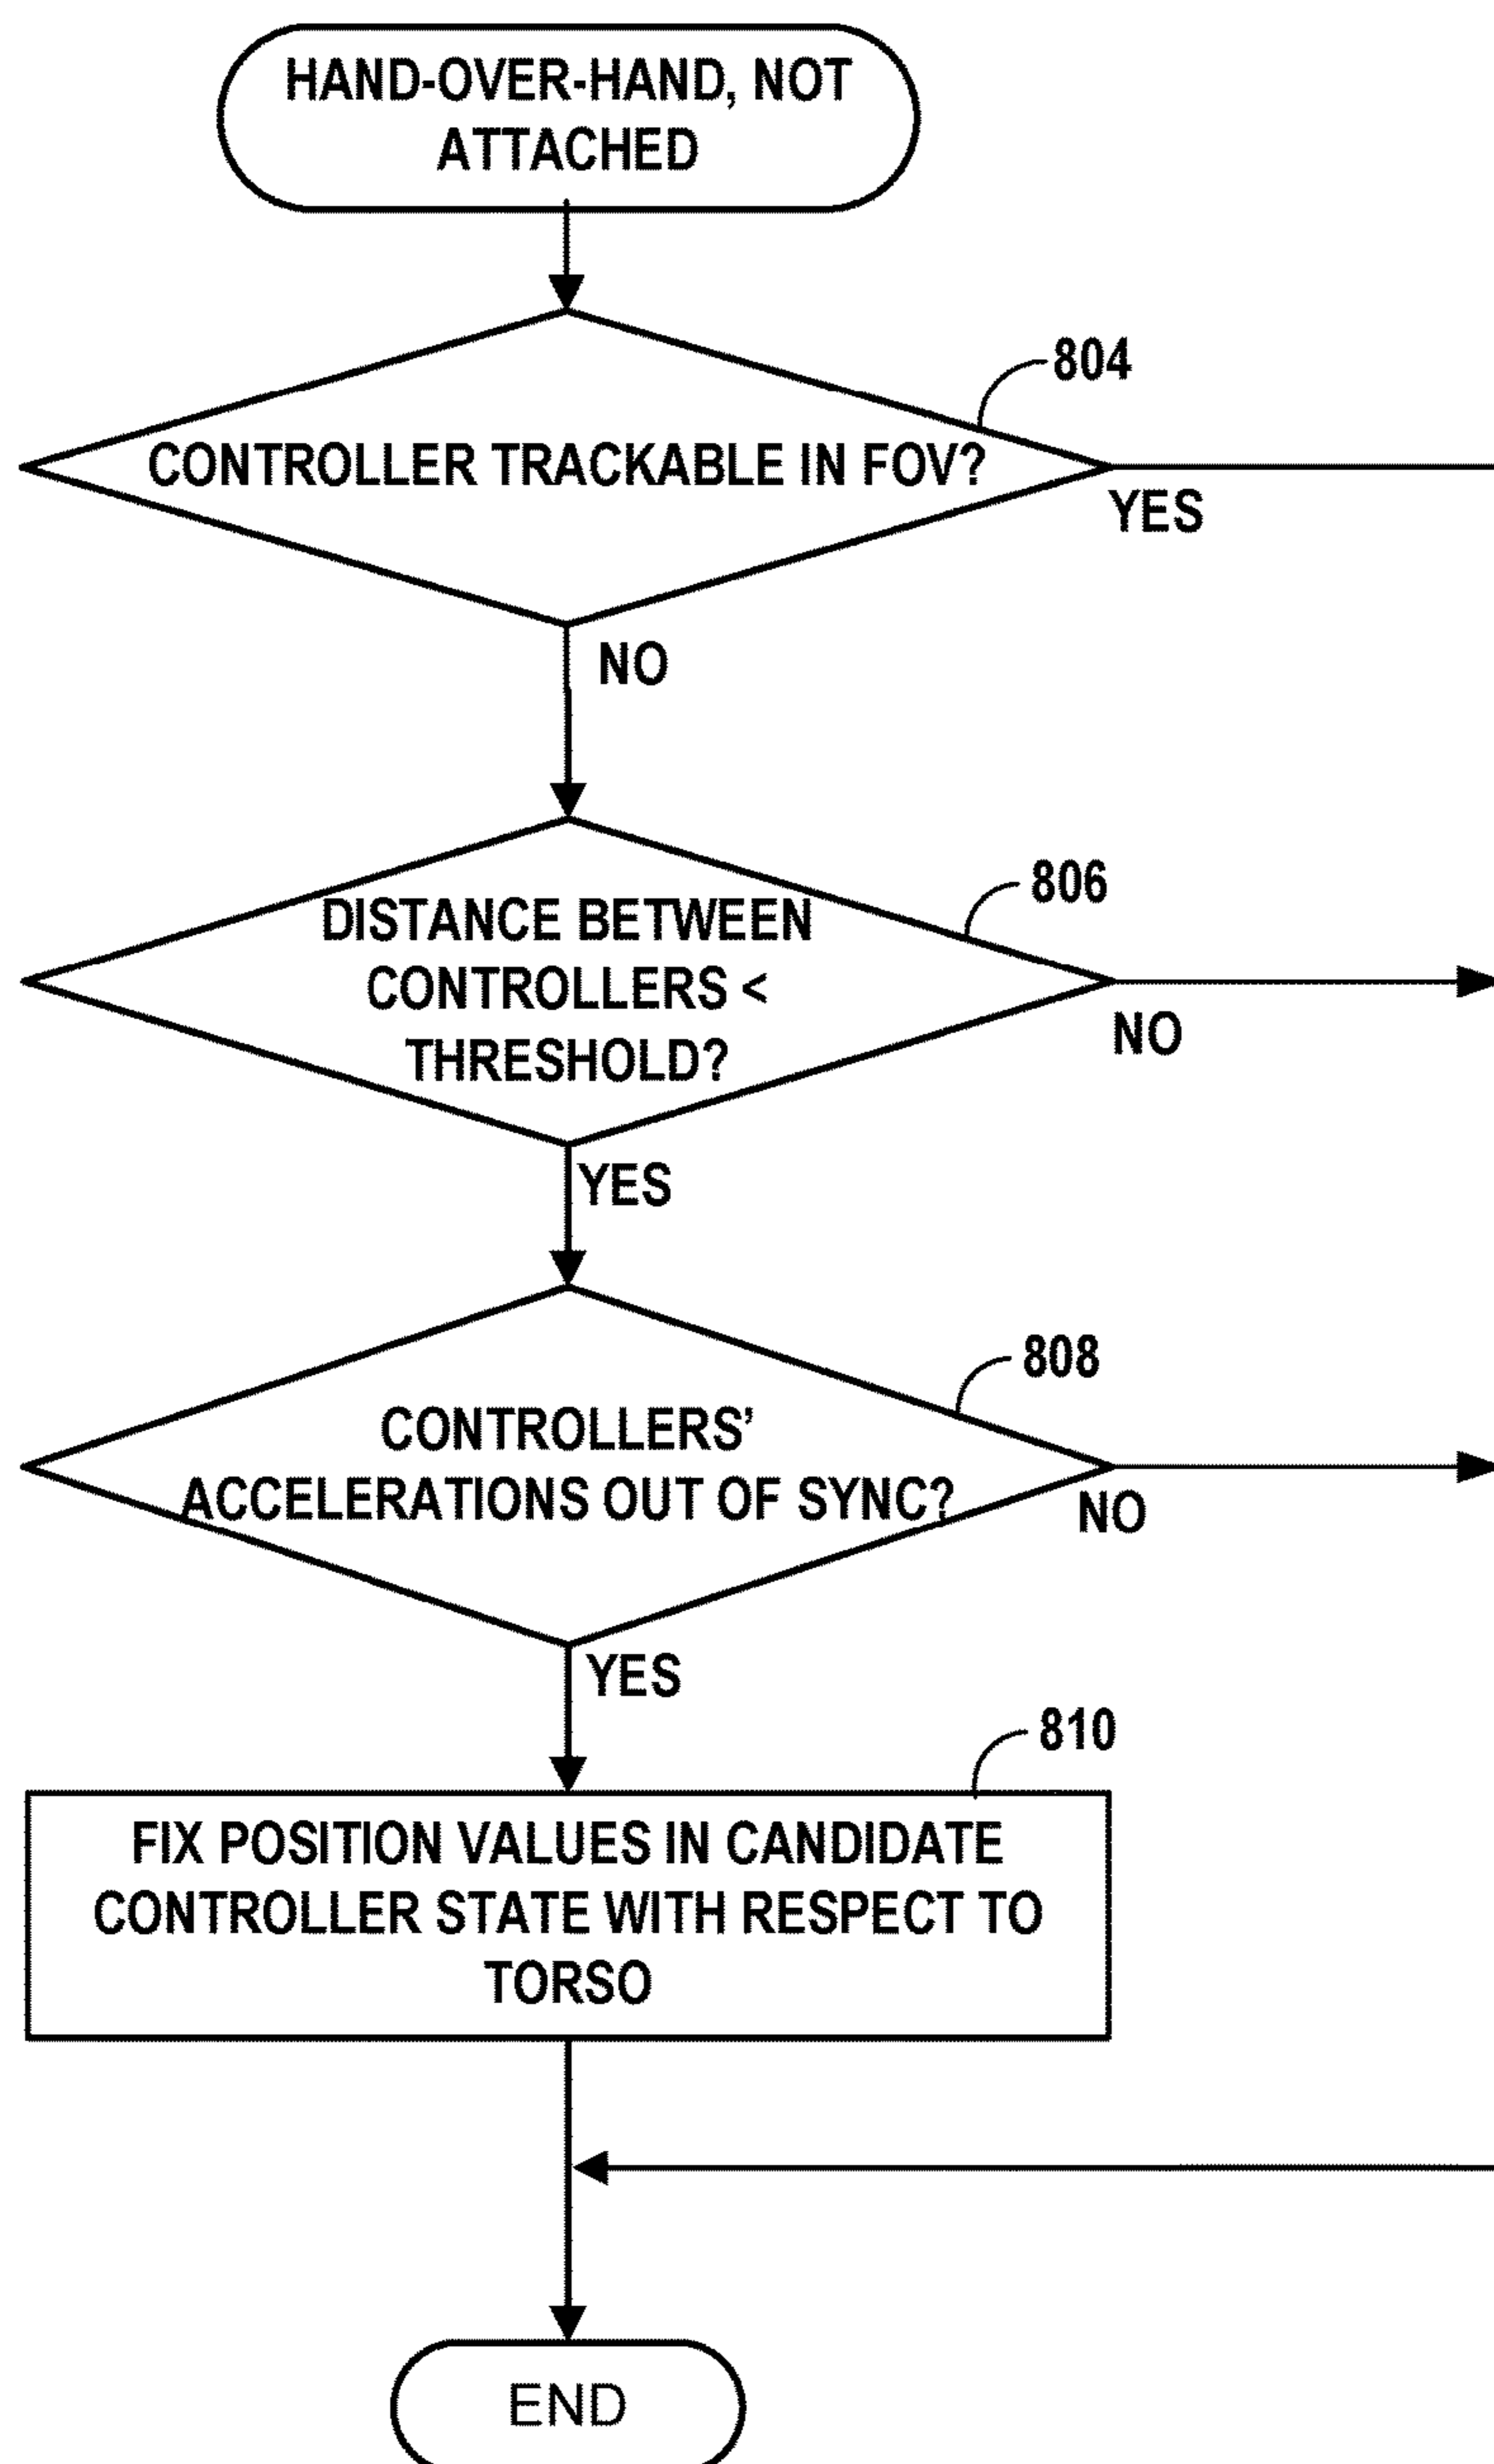 HAND-OVER-HAND, NOT
ATTACHED
804
CONTROLLER TRACKABLE IN FOV?
YES
NO
806
DISTANCE BETWEEN
CONTROLLERS <
THRESHOLD?
NO
YES
808
CONTROLLERS’
ACCELERATIONS OUT OF SYNC?
NO
YES
810
FIX POSITION VALUES IN CANDIDATE
CONTROLLER STATE WITH RESPECT TO
TORSO
END